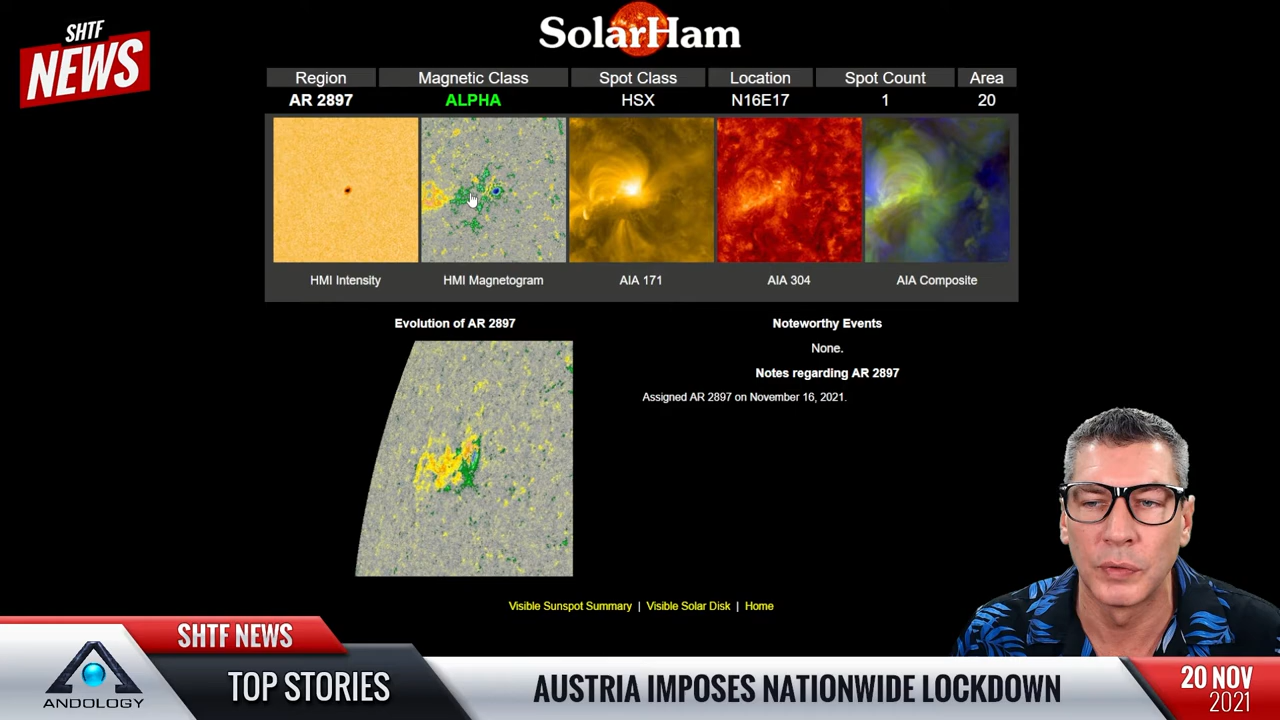 SHTF
NEWS
SolarHam
Region Magnetic Class Spot Class Location Spot Count Area
AR 2897 ALPHA HSX N16E17 1 20
HMI Intensity HMI Magnetogram AIA 171 AIA 304 AIA Composite
Evolution of AR 2897
Noteworthy Events
None.
Notes regarding AR 2897
Assigned AR 2897 on November 16, 2021.
Visible Sunspot Summary | Visible Solar Disk | Home
SHTF NEWS
ANDOLOGY
TOP STORIES
AUSTRIA IMPOSES NATIONWIDE LOCKDOWN
20 NOV
2021